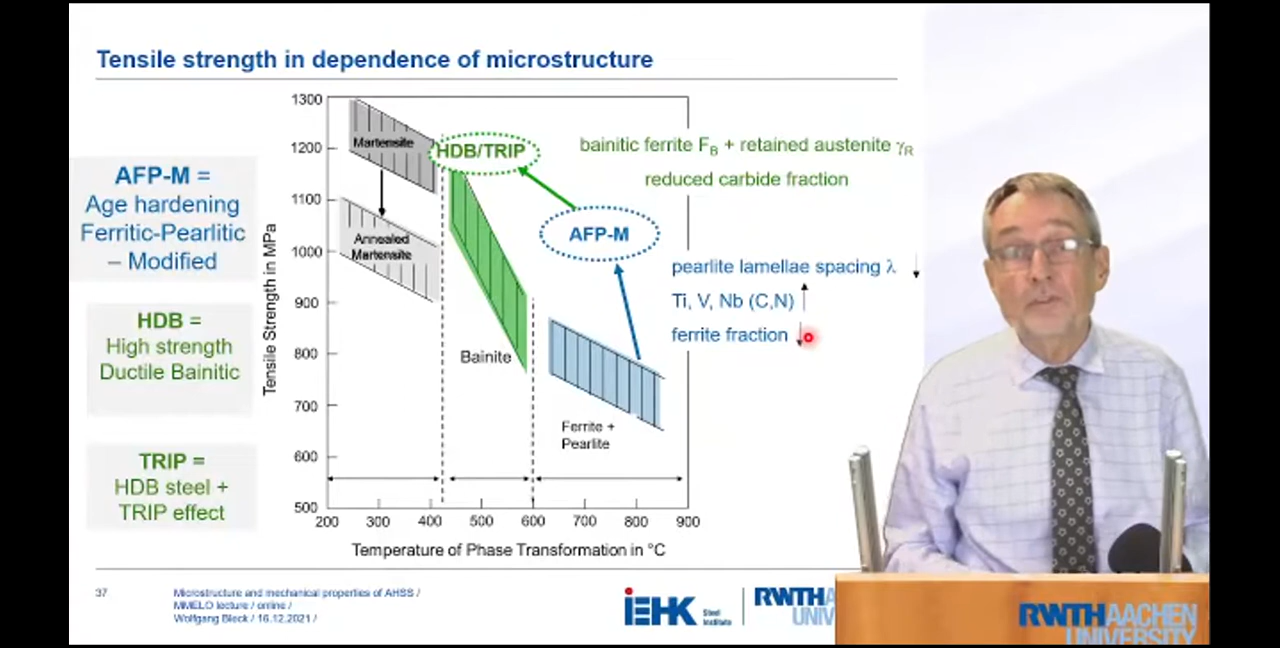 Tensile strength in dependence of microstructure
AFP-M =
Age hardening
Ferritic-Pearlitic
– Modified
HDB =
High strength
Ductile Bainitic
TRIP =
HDB steel +
TRIP effect
Tensile Strength in MPa
1300
1200
1100
1000
900
800
700
600
500
200 300 400 500 600 700 800 900
Temperature of Phase Transformation in °C
Martensite
Annealed
Martensite
HDB/TRIP
Bainite
AFP-M
Ferrite +
Pearlite
bainitic ferrite F_B + retained austenite γ_R
reduced carbide fraction
pearlite lamellae spacing λ ↓
Ti, V, Nb (C,N) ↑
ferrite fraction ↓
37
Microstructure and mechanical properties of AHSS /
MMELO lecture / online /
Wolfgang Bleck / 16.12.2021 /
iEHK Steel
Institute
RWTHA
UNIV
RWTHAACHEN
UNIVERSITY